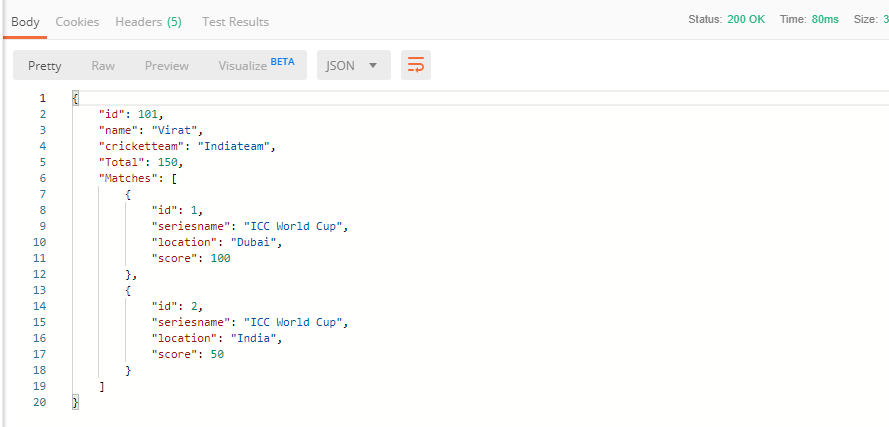 Body Cookies Headers (5) Test Results Status: 200 OK Time: 80ms Size: 3
Pretty Raw Preview Visualize BETA JSON
1 {
2 "id": 101,
3 "name": "Virat",
4 "cricketteam": "Indiateam",
5 "Total": 150,
6 "Matches": [
7 {
8 "id": 1,
9 "seriesname": "ICC World Cup",
10 "location": "Dubai",
11 "score": 100
12 },
13 {
14 "id": 2,
15 "seriesname": "ICC World Cup",
16 "location": "India",
17 "score": 50
18 }
19 ]
20 }